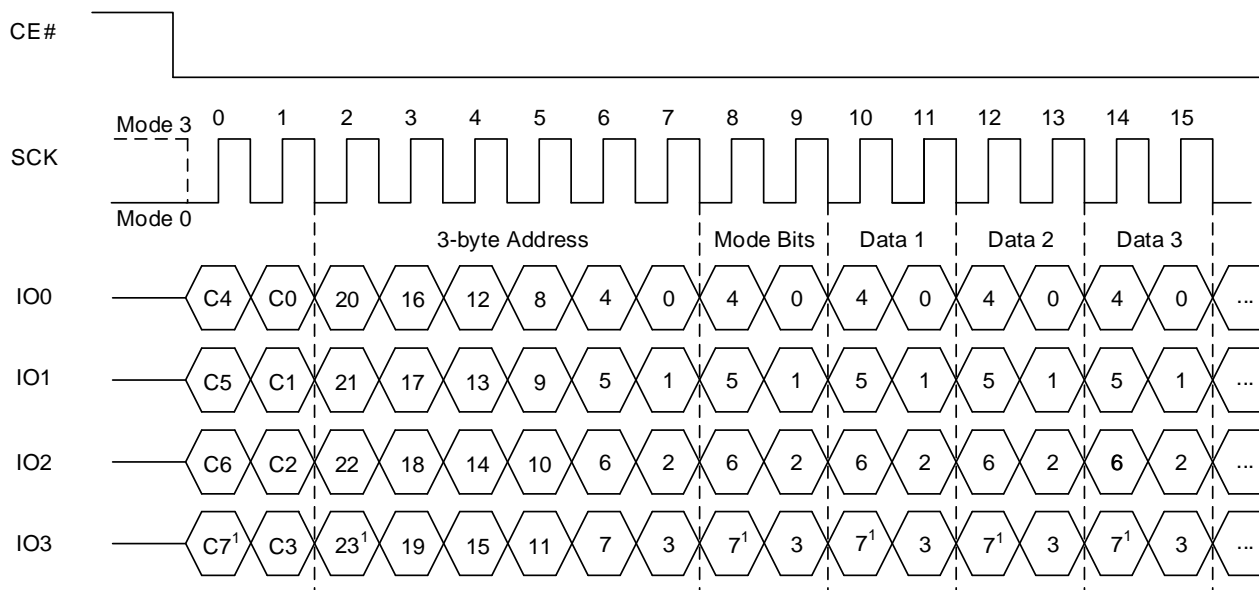 CE#
0 1 2 3 4 5 6 7 8 9 10 11 12 13 14 15
Mode 3
SCK
Mode 0
3-byte Address Mode Bits Data 1 Data 2 Data 3
IO0 C4 C0 20 16 12 8 4 0 4 0 4 0 4 0 4 0 ...
IO1 C5 C1 21 17 13 9 5 1 5 1 5 1 5 1 5 1 ...
IO2 C6 C2 22 18 14 10 6 2 6 2 6 2 6 2 6 2 ...
IO3 C7¹ C3 23¹ 19 15 11 7 3 7¹ 3 7¹ 3 7¹ 3 7¹ 3 ...